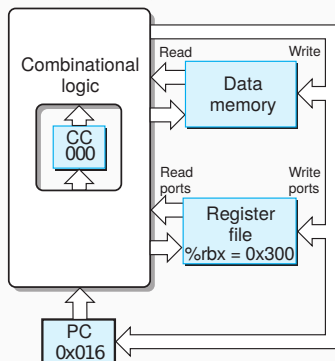 Combinational
logic
CC
000
Read
Write
Data
memory
Read
ports
Write
ports
Register
file
%rbx = 0x300
PC
0x016